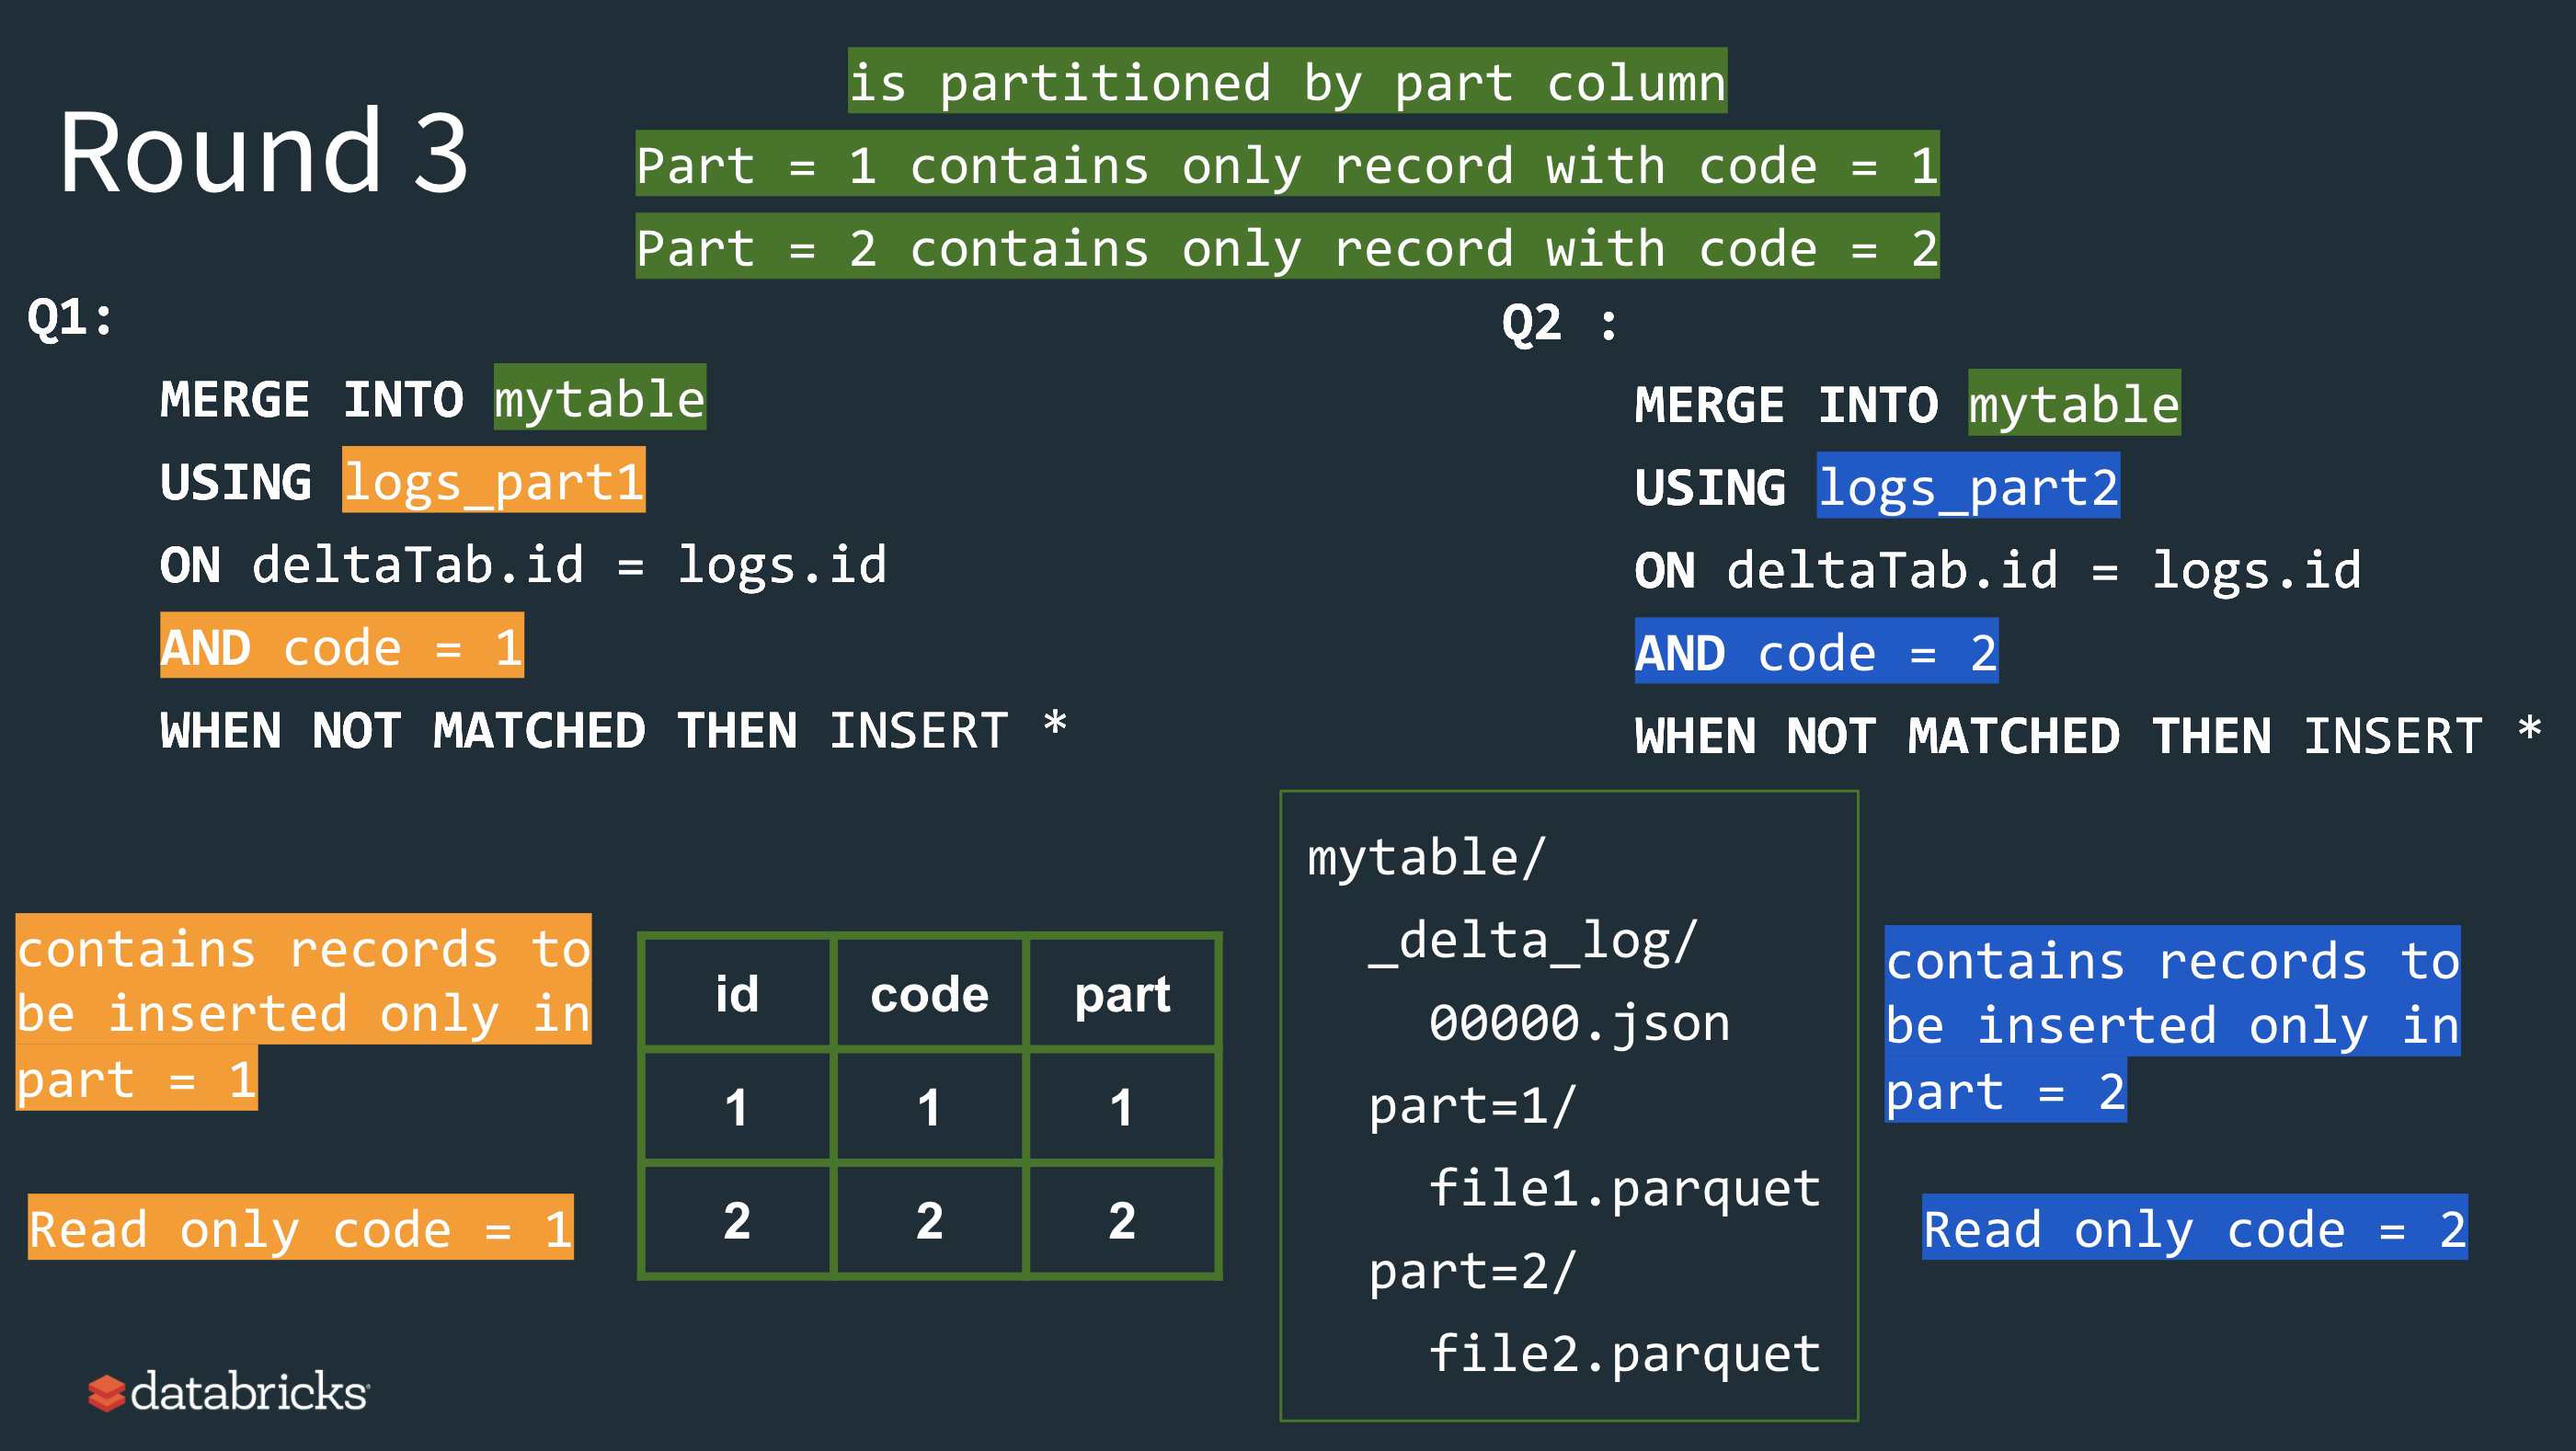 Round 3
is partitioned by part column
Part = 1 contains only record with code = 1
Part = 2 contains only record with code = 2
Q1:
MERGE INTO mytable
USING logs_part1
ON deltaTab.id = logs.id
AND code = 1
WHEN NOT MATCHED THEN INSERT *
Q2 :
MERGE INTO mytable
USING logs_part2
ON deltaTab.id = logs.id
AND code = 2
WHEN NOT MATCHED THEN INSERT *
contains records to
be inserted only in
part = 1
Read only code = 1
id code part
1 1 1
2 2 2
mytable/
_delta_log/
00000.json
part=1/
file1.parquet
part=2/
file2.parquet
contains records to
be inserted only in
part = 2
Read only code = 2
databricks